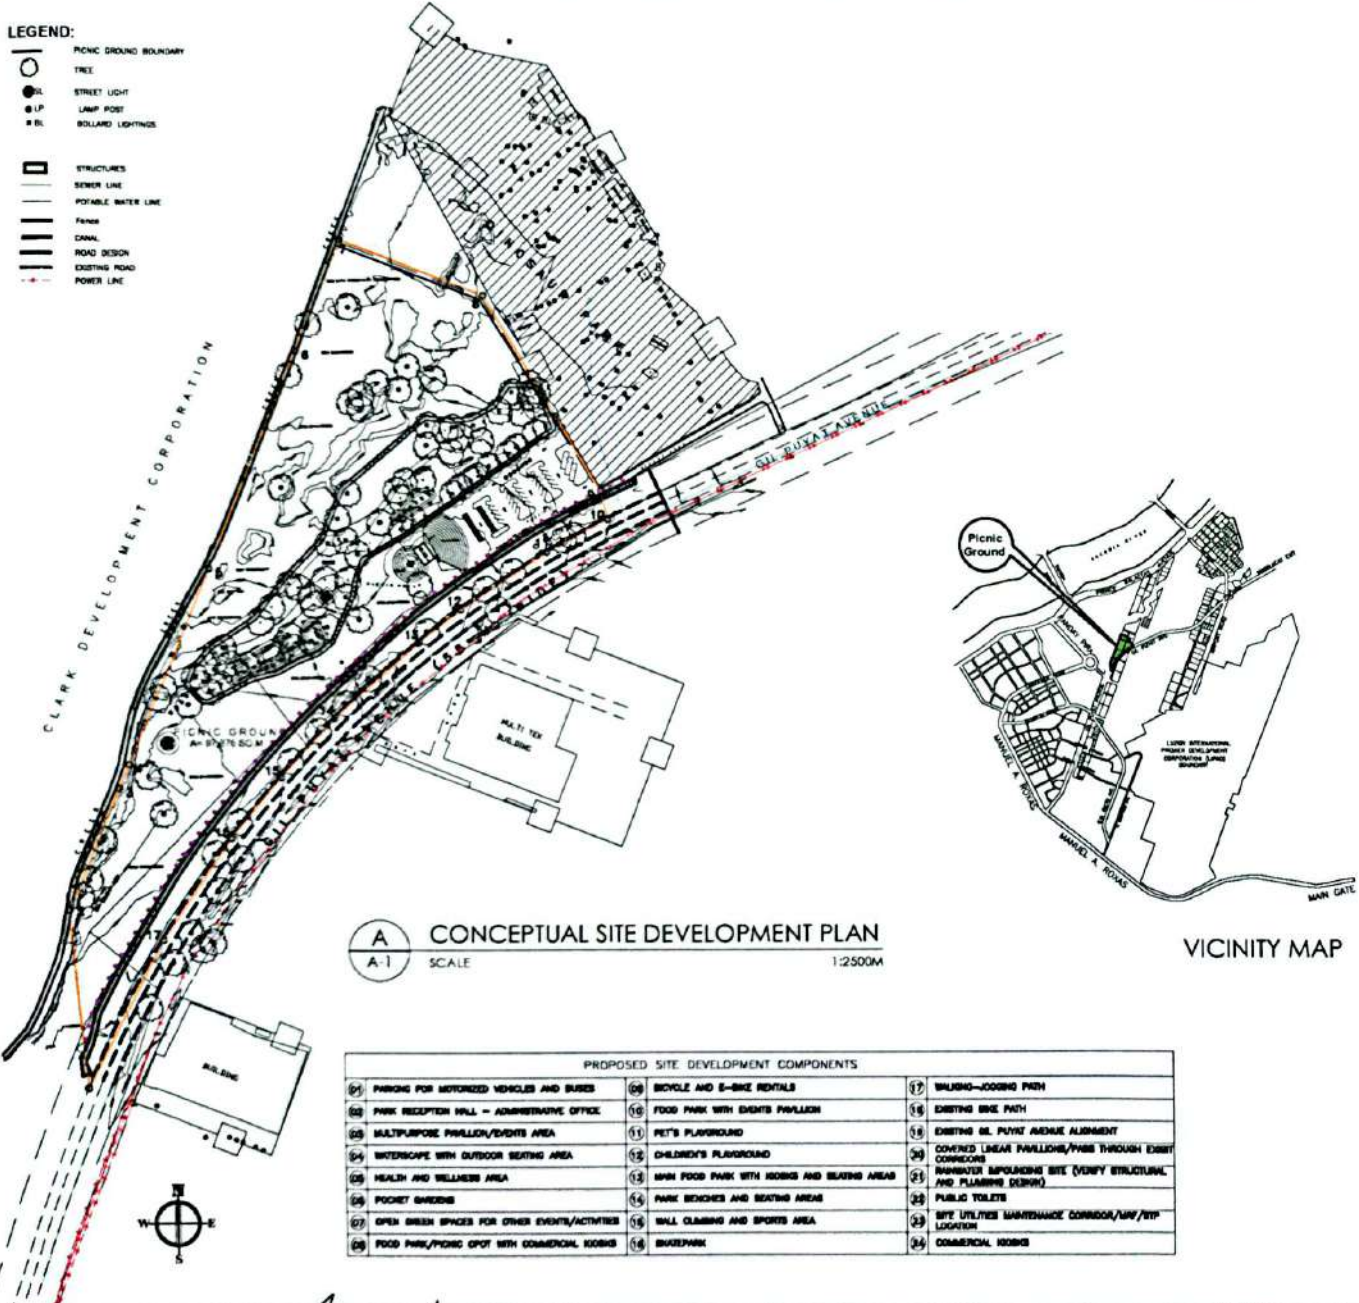 LEGEND:
PICNIC GROUND BOUNDARY
TREE
SL STREET LIGHT
LP LAMP POST
BL BOLLARD LIGHTINGS
STRUCTURES
SEWER LINE
POTABLE WATER LINE
Fence
CANAL
ROAD DESIGN
EXISTING ROAD
POWER LINE
CLARK DEVELOPMENT CORPORATION
GIL PUYAT AVENUE
PICNIC GROUND
MULTI TEK
BUILDING
BUILDING
Picnic
Ground
MANUEL A. ROXAS
MANUEL A. ROXAS
MAIN GATE
LUZON INTERNATIONAL
PREMIER DEVELOPMENT
VICINITY MAP
A
A-1
CONCEPTUAL SITE DEVELOPMENT PLAN
SCALE 1:2500M
N
W E
S
PROPOSED SITE DEVELOPMENT COMPONENTS
01 PARKING FOR MOTORIZED VEHICLES AND BUSES
02 PARK RECEPTION HALL - ADMINISTRATIVE OFFICE
03 MULTIPURPOSE PAVILLION/EVENTS AREA
04 WATERSCAPE WITH OUTDOOR SEATING AREA
05 HEALTH AND WELLNESS AREA
06 POCKET GARDENS
07 OPEN GREEN SPACES FOR OTHER EVENTS/ACTIVITIES
08 FOOD PARK/PICNIC CPOT WITH COMMERCIAL KIOSKS
09 BICYCLE AND E-BIKE RENTALS
10 FOOD PARK WITH EVENTS PAVILLION
11 PET'S PLAYGROUND
12 CHILDREN'S PLAYGROUND
13 MAIN FOOD PARK WITH KIOSKS AND SEATING AREAS
14 PARK BENCHES AND SEATING AREAS
15 WALL CLIMBING AND SPORTS AREA
16 SKATEPARK
17 WALKING-JOGGING PATH
18 EXISTING BIKE PATH
19 EXISTING GIL PUYAT AVENUE ALIGNMENT
20 COVERED LINEAR PAVILLIONS/PASS THROUGH EXHIBIT
CORRIDORS
21 RAINWATER IMPOUNDING SITE (VERIFY STRUCTURAL
AND PLUMBING DESIGN)
22 PUBLIC TOILETS
23 SITE UTILITIES MAINTENANCE CORRIDOR/MRF/STP
LOCATION
24 COMMERCIAL KIOSKS